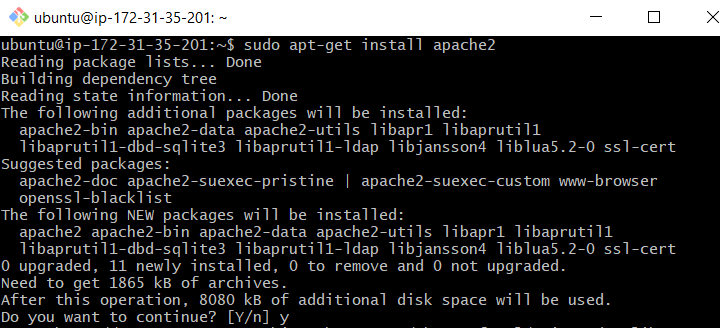 ubuntu@ip-172-31-35-201: ~
ubuntu@ip-172-31-35-201:~$ sudo apt-get install apache2
Reading package lists... Done
Building dependency tree
Reading state information... Done
The following additional packages will be installed:
  apache2-bin apache2-data apache2-utils libapr1 libaprutil1
  libaprutil1-dbd-sqlite3 libaprutil1-ldap libjansson4 liblua5.2-0 ssl-cert
Suggested packages:
  apache2-doc apache2-suexec-pristine | apache2-suexec-custom www-browser
  openssl-blacklist
The following NEW packages will be installed:
  apache2 apache2-bin apache2-data apache2-utils libapr1 libaprutil1
  libaprutil1-dbd-sqlite3 libaprutil1-ldap libjansson4 liblua5.2-0 ssl-cert
0 upgraded, 11 newly installed, 0 to remove and 0 not upgraded.
Need to get 1865 kB of archives.
After this operation, 8080 kB of additional disk space will be used.
Do you want to continue? [Y/n] y